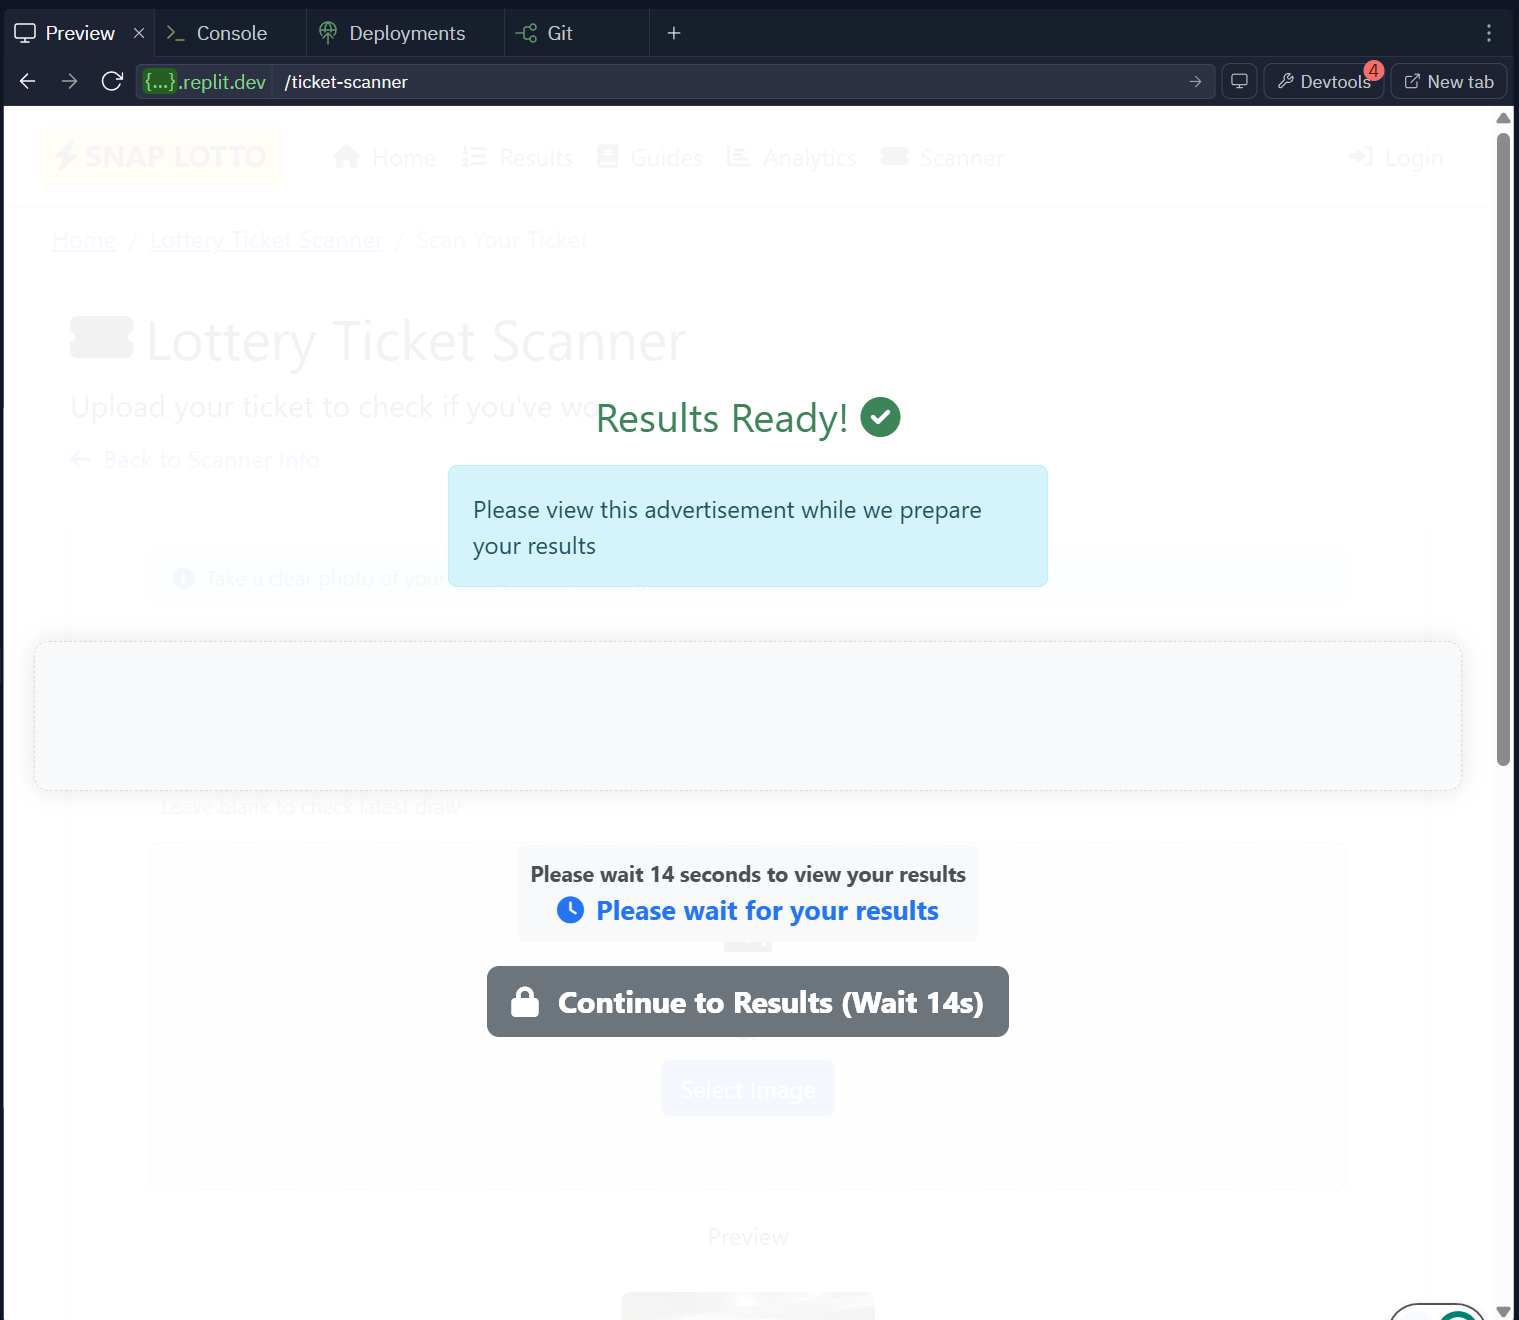 Preview
Console
Deployments
Git
{...}.replit.dev /ticket-scanner
Devtools 4
New tab
SNAP LOTTO
Home
Results
Guides
Analytics
Scanner
Login
Home / Lottery Ticket Scanner / Scan Your Ticket
Lottery Ticket Scanner
Upload your ticket to check if you've wo
Results Ready!
Back to Scanner Info
Please view this advertisement while we prepare
your results
Take a clear photo of your
Leave blank to check latest draw
Please wait 14 seconds to view your results
Please wait for your results
Continue to Results (Wait 14s)
Select Image
Preview